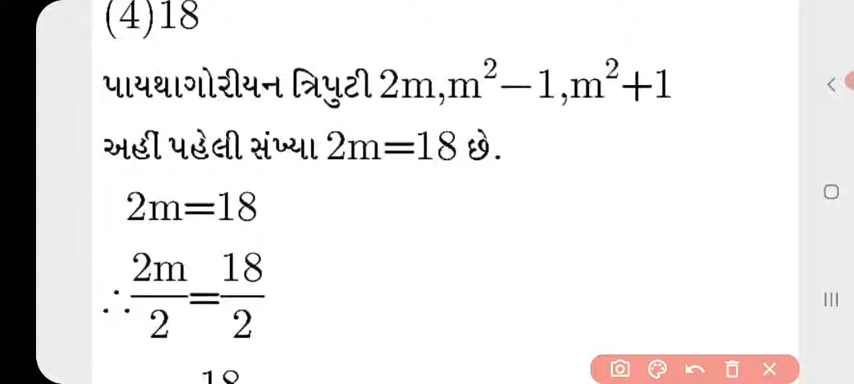 (4)18
પાયથાગોરીયન ત્રિપુટી 2m,m²−1,m²+1
અહીં પહેલી સંખ્યા 2m=18 છે.
2m=18
∴ 2m/2 = 18/2
18